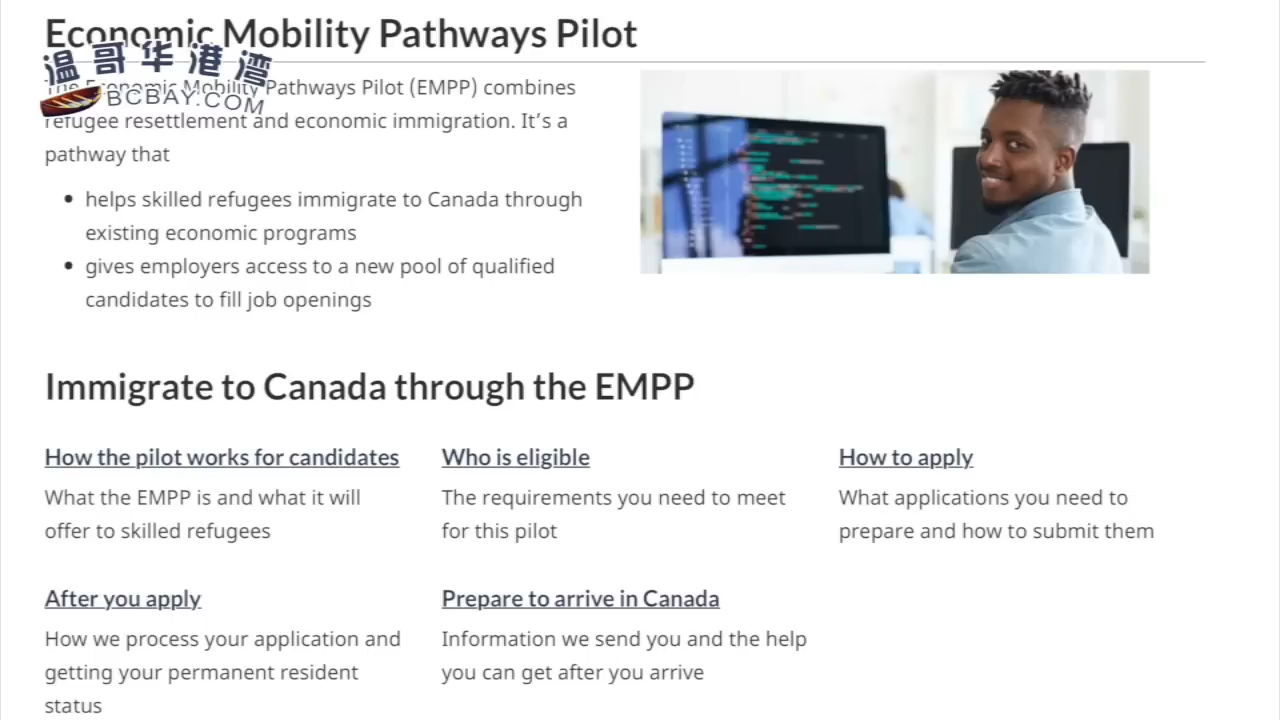 Economic Mobility Pathways Pilot
温哥华港湾
BCBAY.COM
The Economic Mobility Pathways Pilot (EMPP) combines
refugee resettlement and economic immigration. It’s a
pathway that
helps skilled refugees immigrate to Canada through
existing economic programs
gives employers access to a new pool of qualified
candidates to fill job openings
Immigrate to Canada through the EMPP
How the pilot works for candidates
What the EMPP is and what it will
offer to skilled refugees
Who is eligible
The requirements you need to meet
for this pilot
How to apply
What applications you need to
prepare and how to submit them
After you apply
How we process your application and
getting your permanent resident
status
Prepare to arrive in Canada
Information we send you and the help
you can get after you arrive